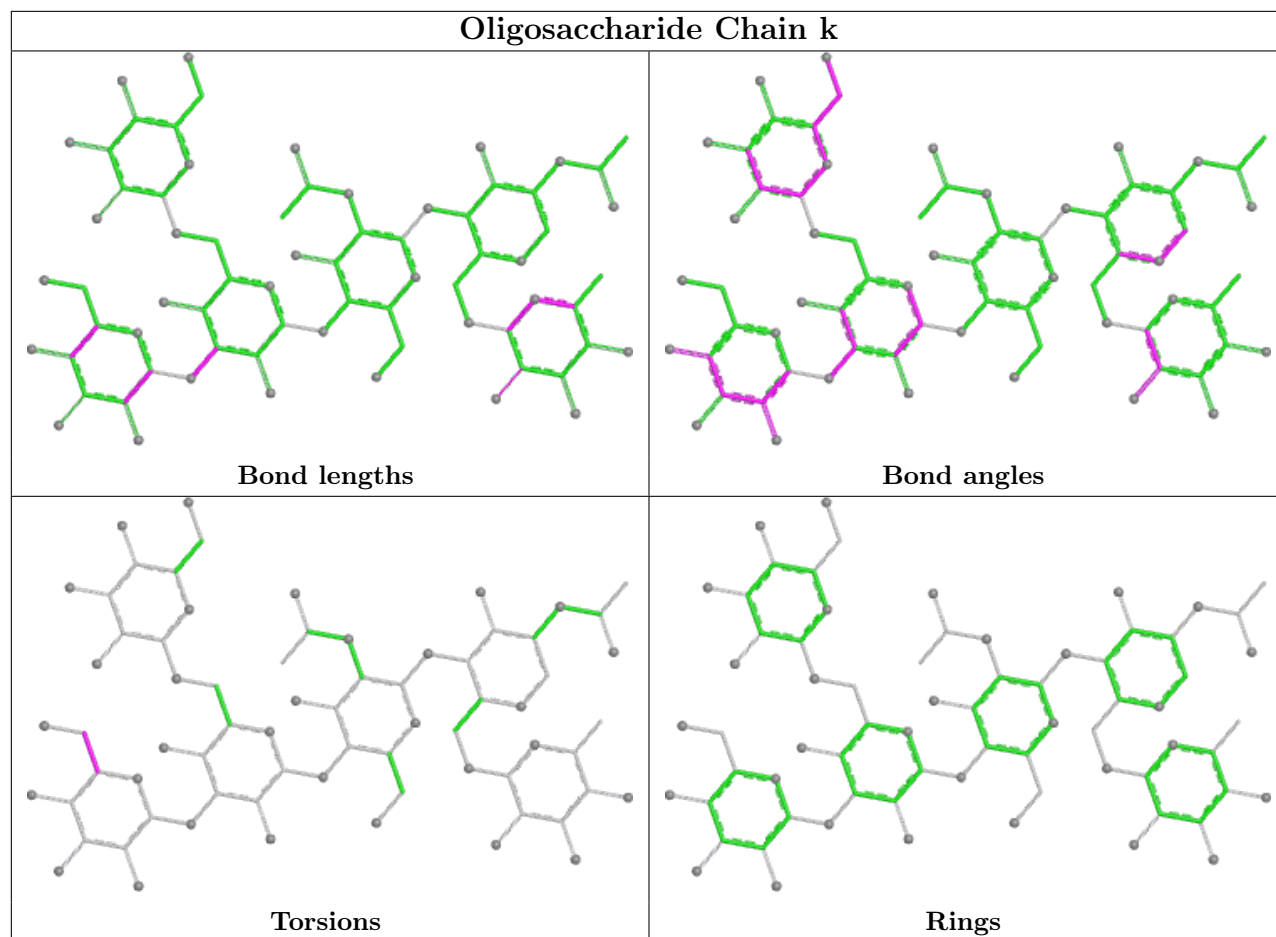 Oligosaccharide Chain k
Bond lengths
Bond angles
Torsions
Rings